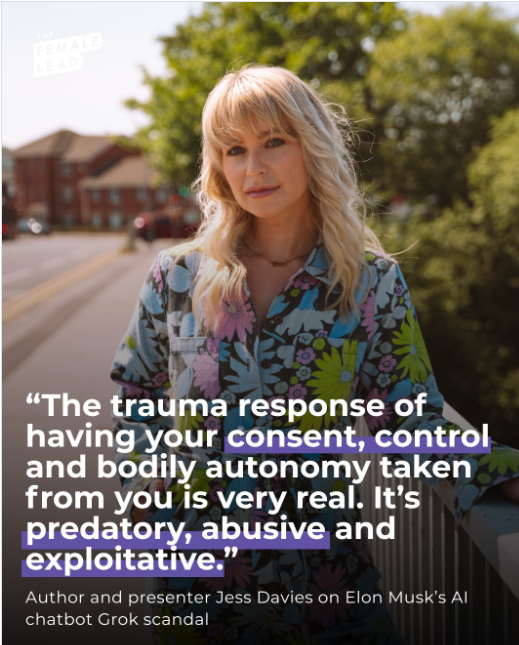 THE
FEMALE
LEAD
“The trauma response of
having your consent, control
and bodily autonomy taken
from you is very real. It’s
predatory, abusive and
exploitative.”
Author and presenter Jess Davies on Elon Musk’s AI
chatbot Grok scandal